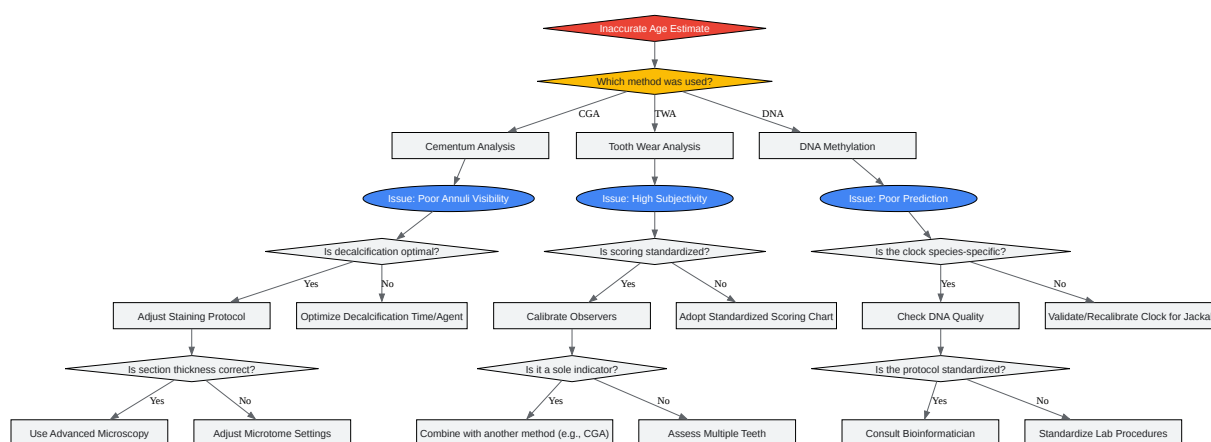 Inaccurate Age Estimate
Which method was used?
CGA
TWA
DNA
Cementum Analysis
Tooth Wear Analysis
DNA Methylation
Issue: Poor Annuli Visibility
Issue: High Subjectivity
Issue: Poor Prediction
Is decalcification optimal?
Is scoring standardized?
Is the clock species-specific?
Yes
No
Yes
No
Yes
No
Adjust Staining Protocol
Optimize Decalcification Time/Agent
Calibrate Observers
Adopt Standardized Scoring Chart
Check DNA Quality
Validate/Recalibrate Clock for Jackal
Is section thickness correct?
Is it a sole indicator?
Is the protocol standardized?
Yes
No
Yes
No
Yes
No
Use Advanced Microscopy
Adjust Microtome Settings
Combine with another method (e.g., CGA)
Assess Multiple Teeth
Consult Bioinformatician
Standardize Lab Procedures